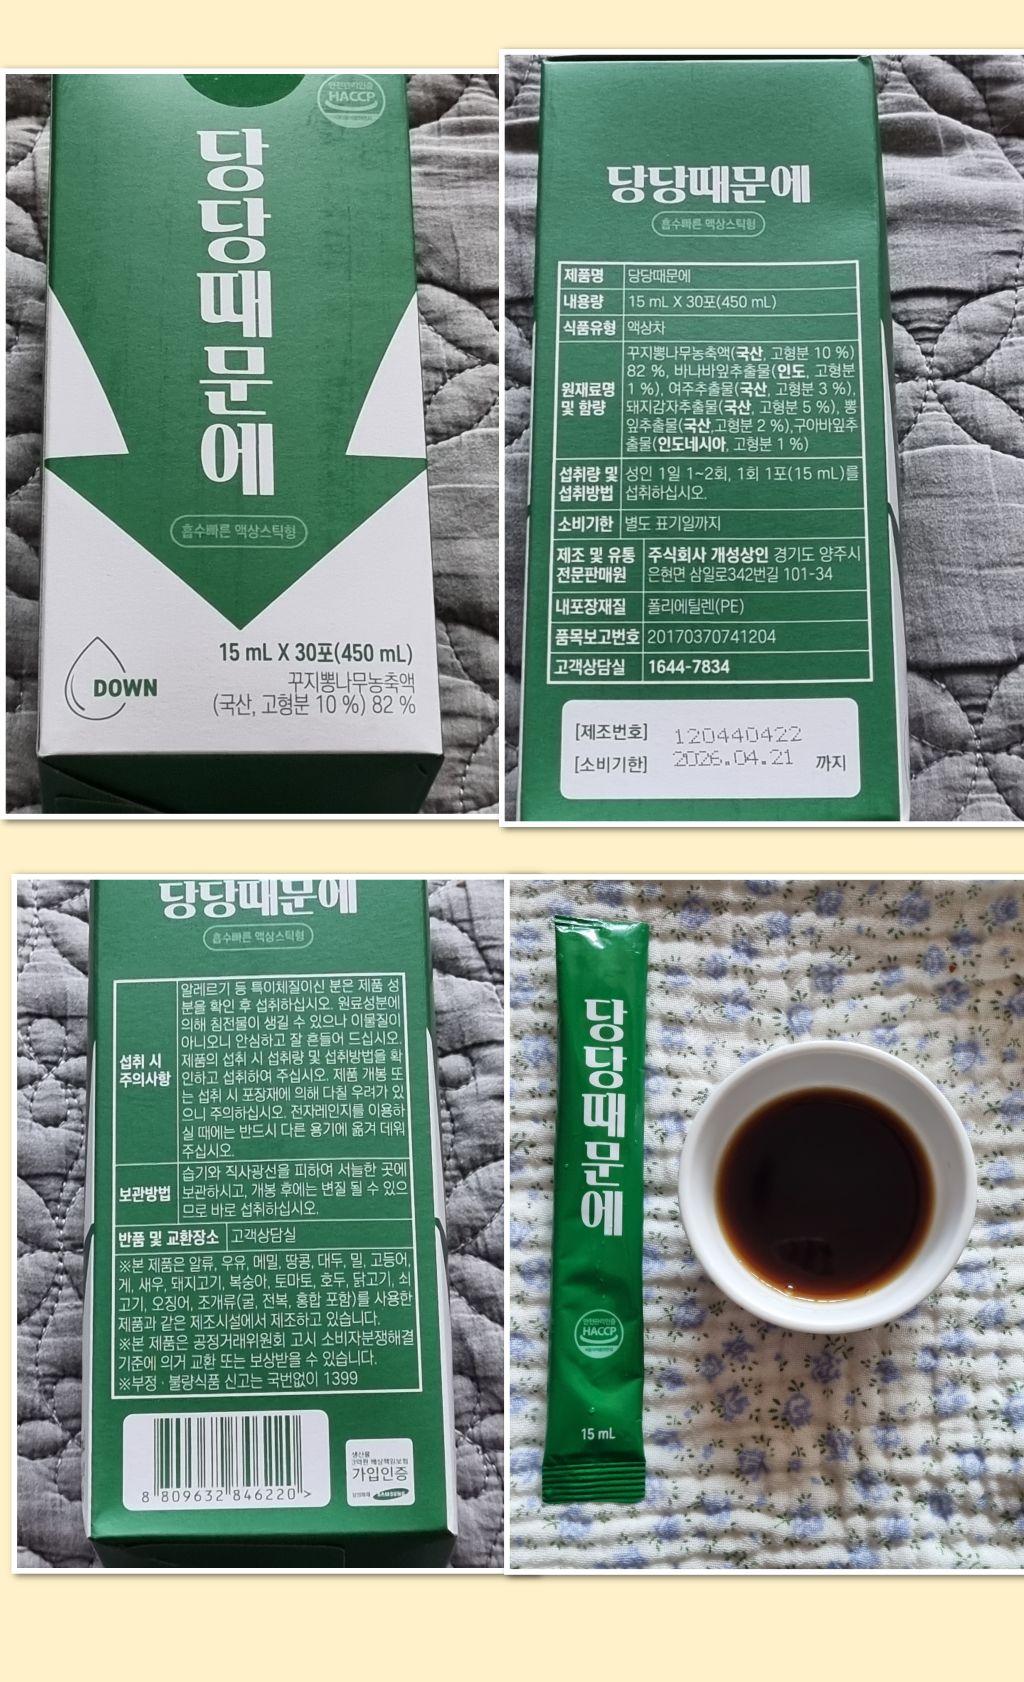 안전관리인증
HACCP
당당때문에
흡수빠른 액상스틱형
15 mL X 30포(450 mL)
꾸지뽕나무농축액
(국산, 고형분 10 %) 82 %
DOWN
당당때문에
흡수빠른 액상스틱형
제품명 당당때문에
내용량 15 mL X 30포(450 mL)
식품유형 액상차
원재료명 및 함량
꾸지뽕나무농축액(국산, 고형분 10 %)
82 %, 바나바잎추출물(인도, 고형분
1 %), 여주추출물(국산, 고형분 3 %),
돼지감자추출물(국산, 고형분 5 %), 뽕
잎추출물(국산,고형분 2 %),구아바잎추
출물(인도네시아, 고형분 1 %)
섭취량 및 섭취방법
성인 1일 1~2회, 1회 1포(15 mL)를
섭취하십시오.
소비기한 별도 표기일까지
제조 및 유통 전문판매원
주식회사 개성상인 경기도 양주시
은현면 삼일로342번길 101-34
내포장재질 폴리에틸렌(PE)
품목보고번호 20170370741204
고객상담실 1644-7834
[제조번호] 120440422
[소비기한] 2026.04.21 까지
당당때문에
흡수빠른 액상스틱형
섭취 시 주의사항
알레르기 등 특이체질이신 분은 제품 성
분을 확인 후 섭취하십시오. 원료성분에
의해 침전물이 생길 수 있으나 이물질이
아니오니 안심하고 잘 흔들어 드십시오.
제품의 섭취 시 섭취량 및 섭취방법을 확
인하고 섭취하여 주십시오. 제품 개봉 또
는 섭취 시 포장재에 의해 다칠 우려가 있
으니 주의하십시오. 전자레인지를 이용하
실 때에는 반드시 다른 용기에 옮겨 데워
주십시오.
보관방법
습기와 직사광선을 피하여 서늘한 곳에
보관하시고, 개봉 후에는 변질 될 수 있으
므로 바로 섭취하십시오.
반품 및 교환장소 고객상담실
※본 제품은 알류, 우유, 메밀, 땅콩, 대두, 밀, 고등어,
게, 새우, 돼지고기, 복숭아, 토마토, 호두, 닭고기, 쇠
고기, 오징어, 조개류(굴, 전복, 홍합 포함)를 사용한
제품과 같은 제조시설에서 제조하고 있습니다.
※본 제품은 공정거래위원회 고시 소비자분쟁해결
기준에 의거 교환 또는 보상받을 수 있습니다.
※부정 · 불량식품 신고는 국번없이 1399
8 809632 846220 >
생산물
3억원 배상책임보험
가입인증
삼성화재 SAMSUNG
당당때문에
안전관리인증
HACCP
15 mL